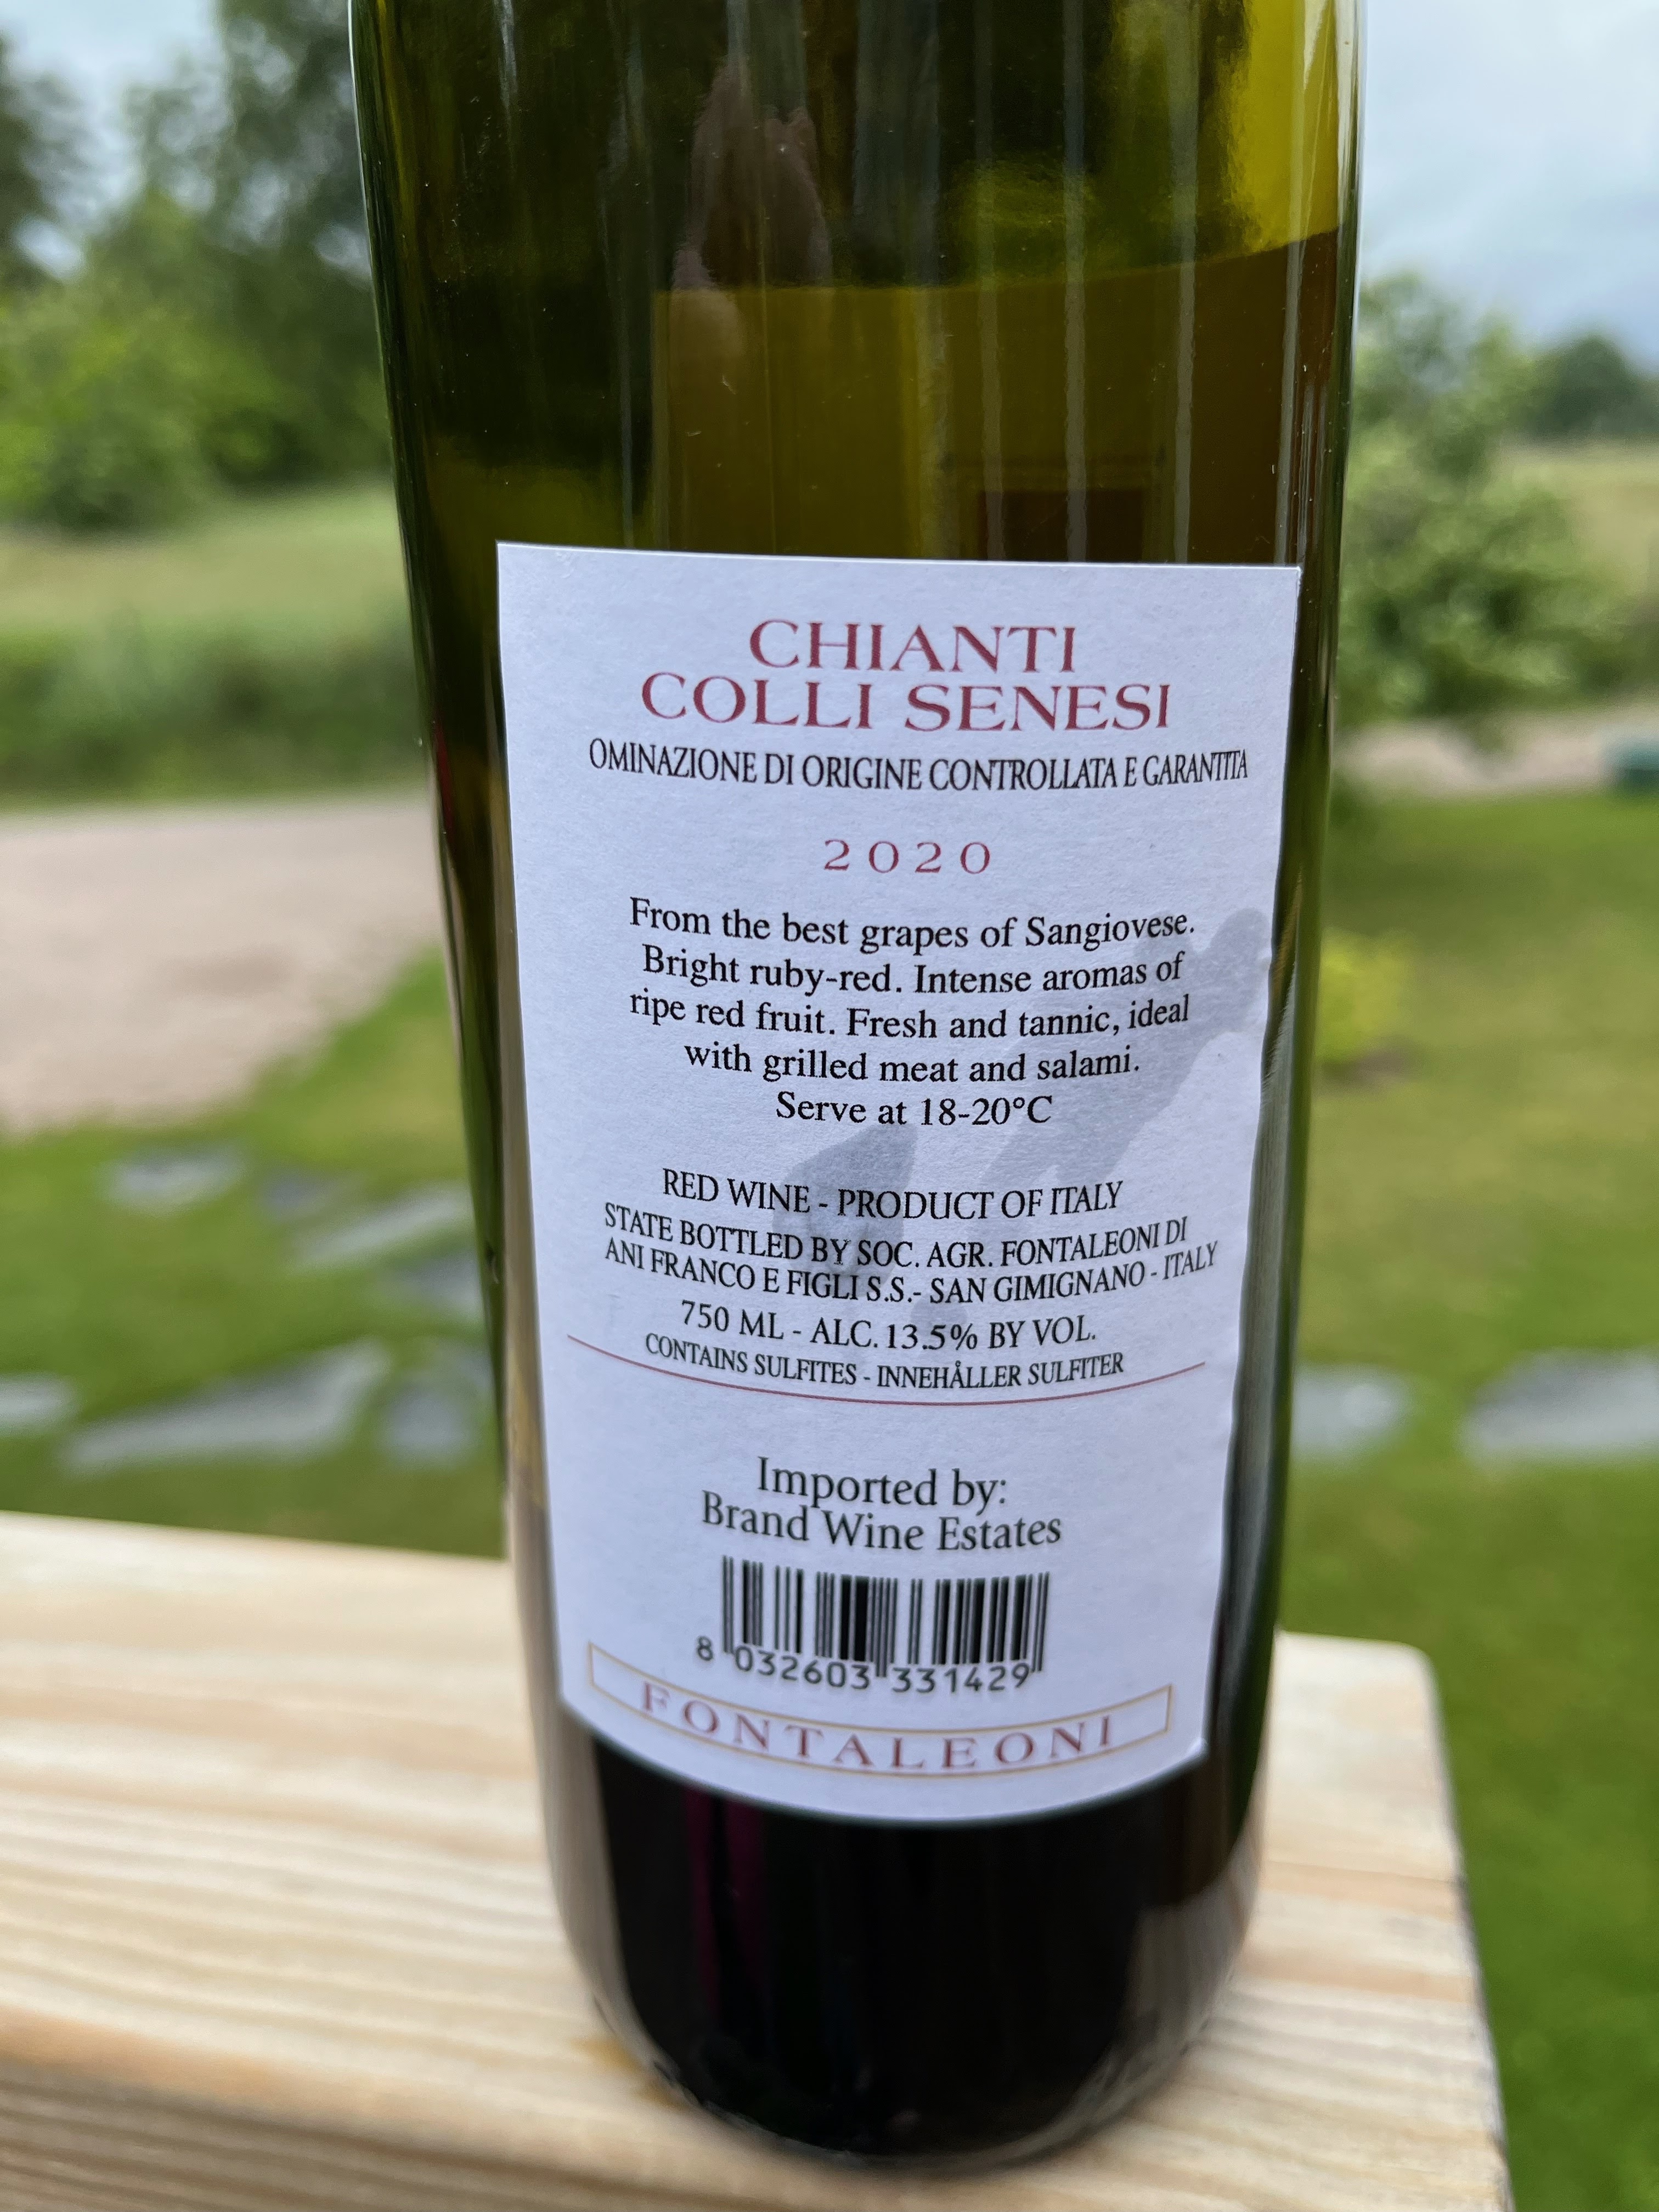 CHIANTI
COLLI SENESI
OMINAZIONE DI ORIGINE CONTROLLATA E GARANTITA
2020
From the best grapes of Sangiovese.
Bright ruby-red. Intense aromas of
ripe red fruit. Fresh and tannic, ideal
with grilled meat and salami.
Serve at 18-20°C
RED WINE - PRODUCT OF ITALY
STATE BOTTLED BY SOC. AGR. FONTALEONI DI
ANI FRANCO E FIGLI S.S.- SAN GIMIGNANO - ITALY
750 ML - ALC. 13.5% BY VOL.
CONTAINS SULFITES - INNEHÅLLER SULFITER
Imported by:
Brand Wine Estates
8 032603 331429
FONTALEONI